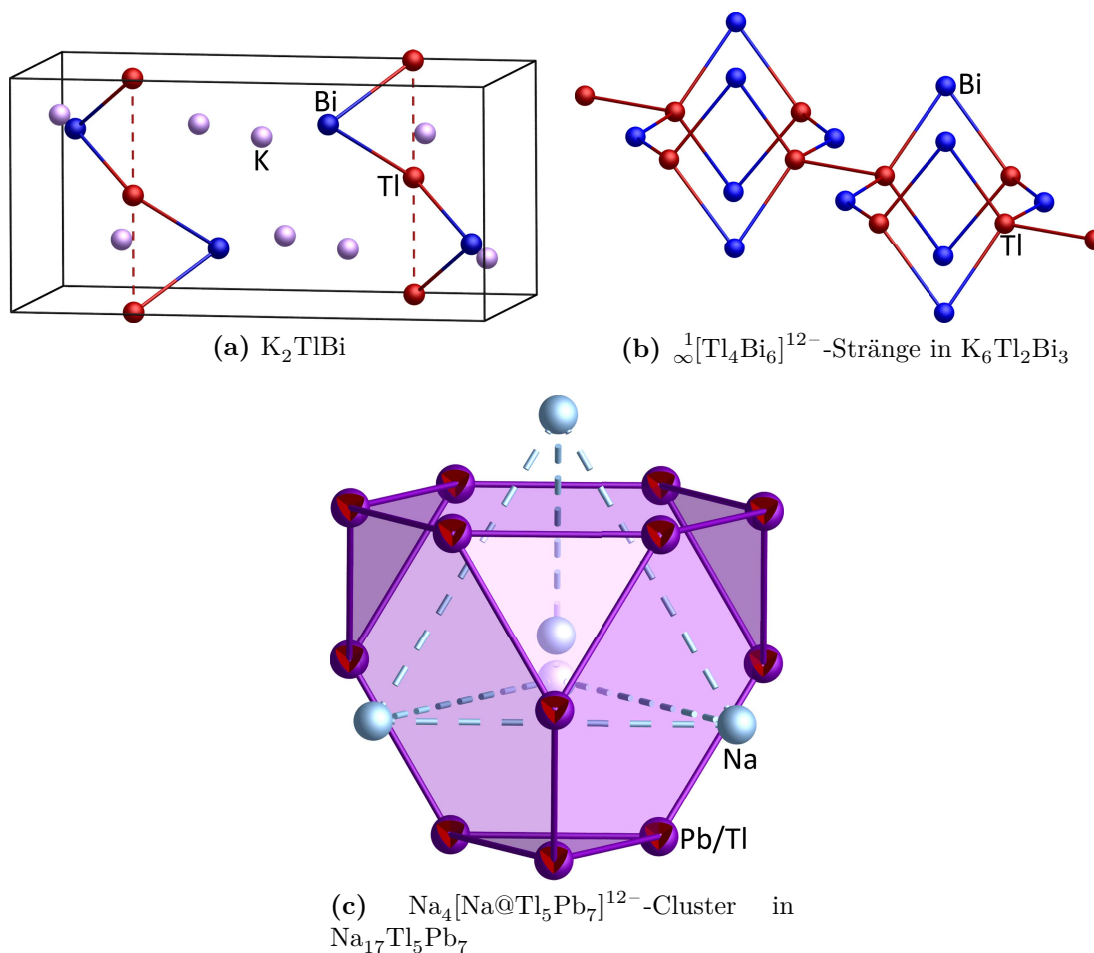 Bi
K
Tl
(a) K₂TlBi
Bi
Tl
(b) ¹∞[Tl₄Bi₆]¹²⁻-Stränge in K₆Tl₂Bi₃
Na
Pb/Tl
(c) Na₄[Na@Tl₅Pb₇]¹²⁻-Cluster in
Na₁₇Tl₅Pb₇